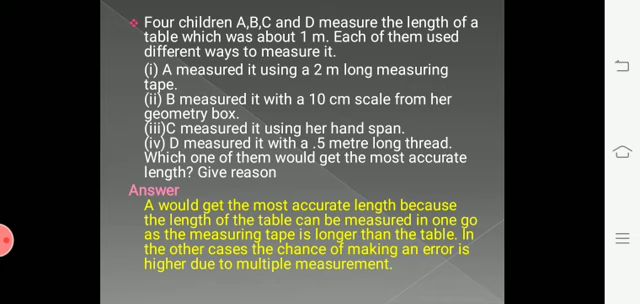 Four children A,B,C and D measure the length of a
table which was about 1 m. Each of them used
different ways to measure it.
(i) A measured it using a 2 m long measuring
tape.
(ii) B measured it with a 10 cm scale from her
geometry box.
(iii)C measured it using her hand span.
(iv) D measured it with a .5 metre long thread.
Which one of them would get the most accurate
length? Give reason
Answer
A would get the most accurate length because
the length of the table can be measured in one go
as the measuring tape is longer than the table. In
the other cases the chance of making an error is
higher due to multiple measurement.